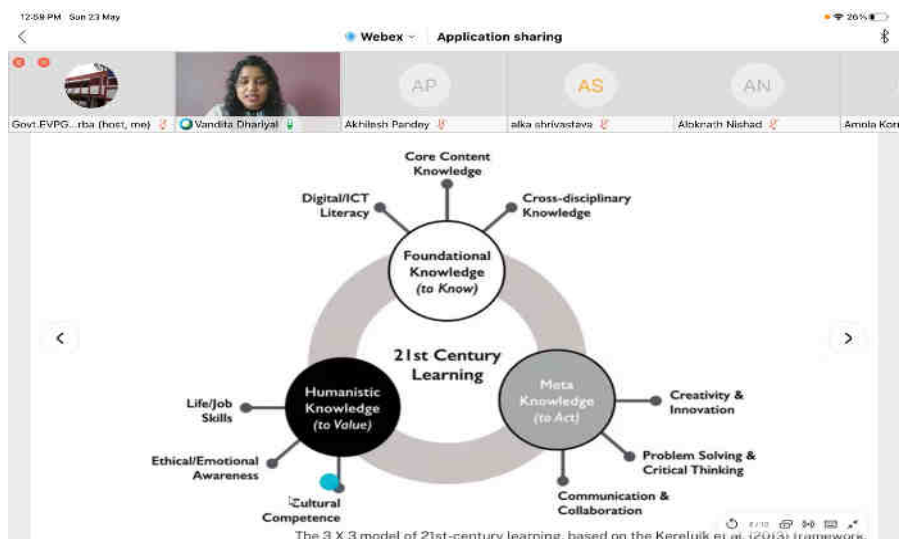 12:59 PM Sun 23 May
26%
Webex
Application sharing
AP
AS
AN
Govt.EVPG...rba (host, me)
Vandita Dhariyal
Akhilesh Pandey
alka shrivastava
Aloknath Nishad
Amola Kor
Core Content
Knowledge
Digital/ICT
Literacy
Cross-disciplinary
Knowledge
Foundational
Knowledge
(to Know)
21st Century
Learning
Humanistic
Knowledge
(to Value)
Meta
Knowledge
(to Act)
Life/Job
Skills
Creativity &
Innovation
Ethical/Emotional
Awareness
Problem Solving &
Critical Thinking
Cultural
Competence
Communication &
Collaboration
The 3 X 3 model of 21st-century learning, based on the Kereluik et al. (2013) framework.